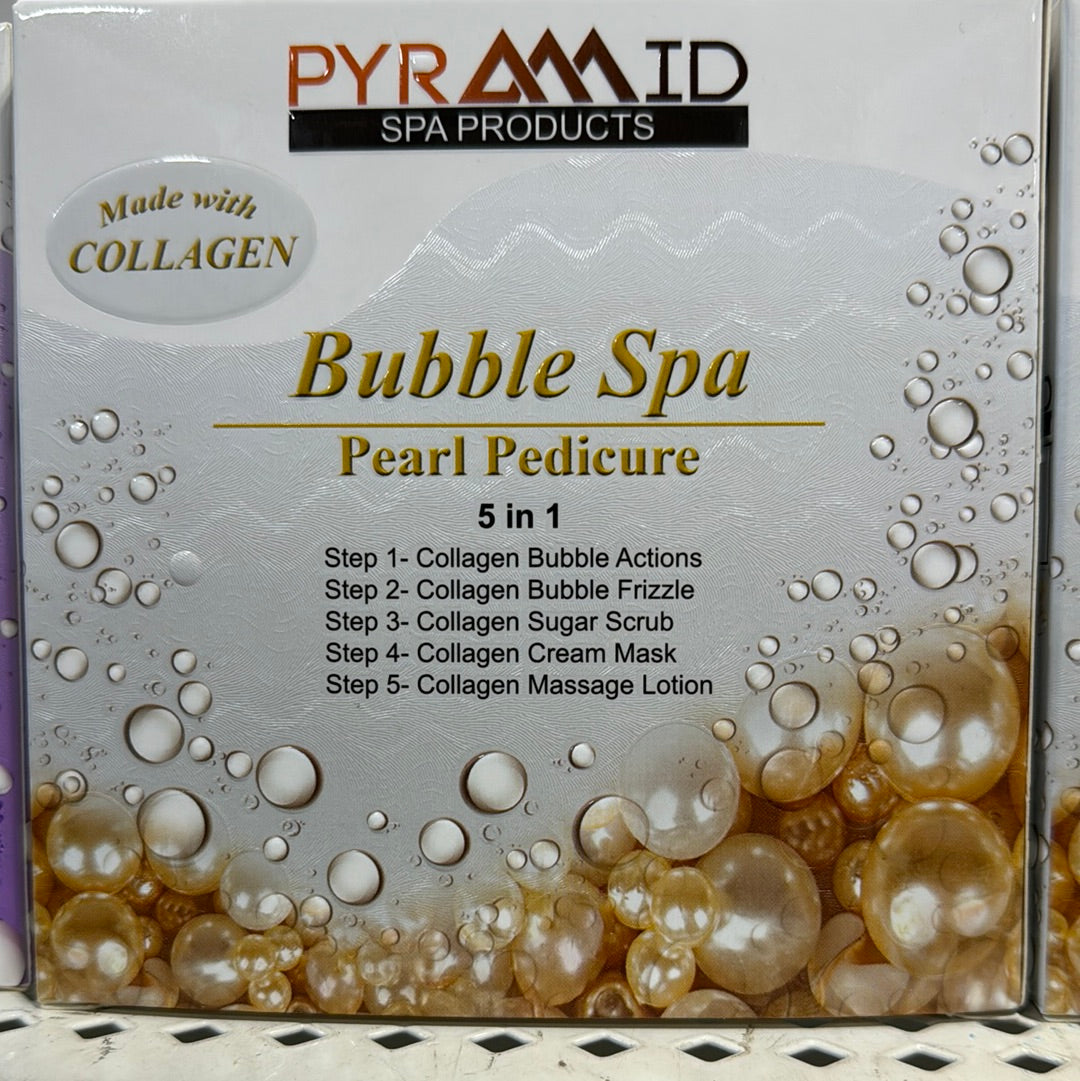 PYRAMID
SPA PRODUCTS
Made with
COLLAGEN
Bubble Spa
Pearl Pedicure
5 in 1
Step 1- Collagen Bubble Actions
Step 2- Collagen Bubble Frizzle
Step 3- Collagen Sugar Scrub
Step 4- Collagen Cream Mask
Step 5- Collagen Massage Lotion